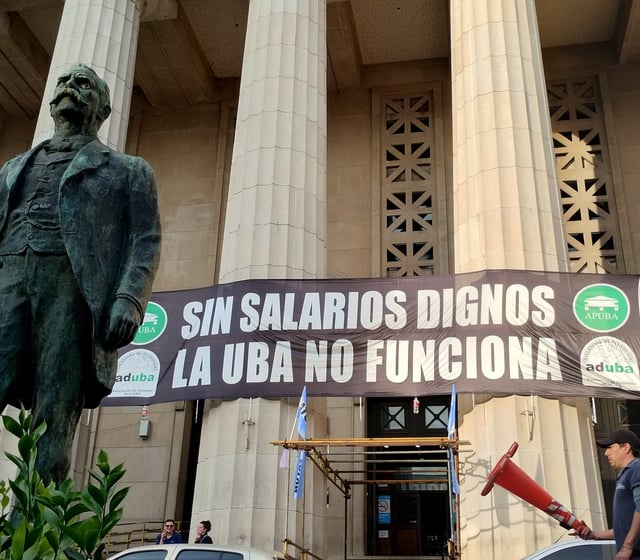 SIN SALARIOS DIGNOS
LA UBA NO FUNCIONA
APUBA
APUBA
aduba
aduba